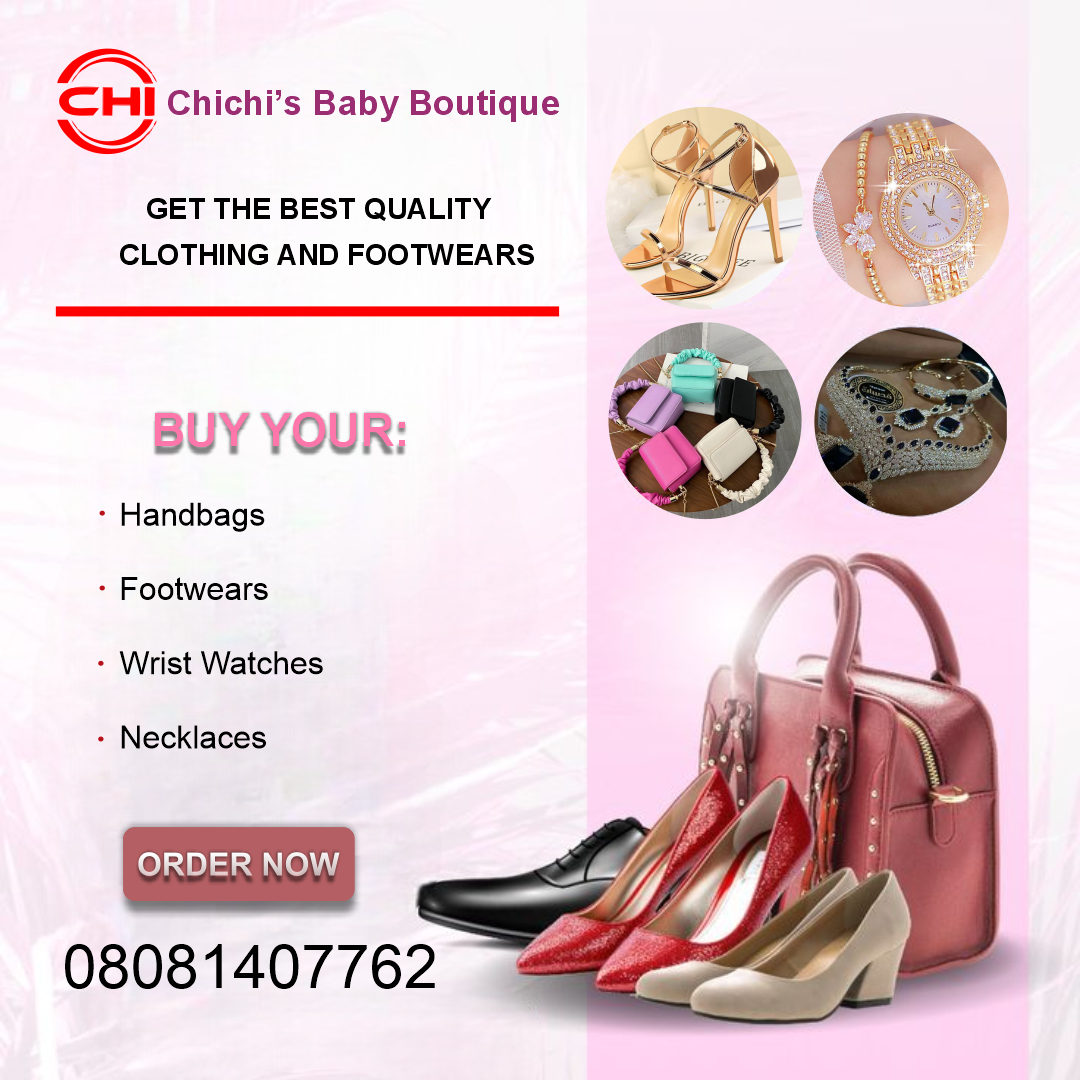 CHI Chichi's Baby Boutique
GET THE BEST QUALITY
CLOTHING AND FOOTWEARS
BUY YOUR:
· Handbags
· Footwears
· Wrist Watches
· Necklaces
ORDER NOW
08081407762